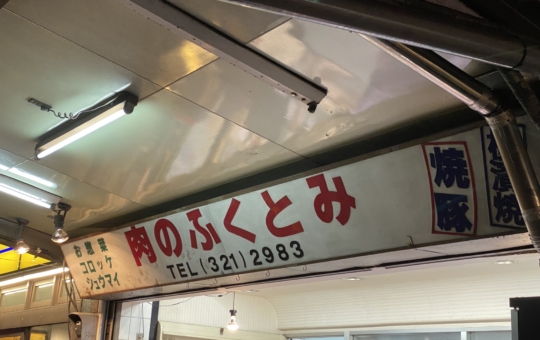 お惣菜
コロッケ
シュウマイ
肉のふくとみ
TEL(321)2983
焼豚